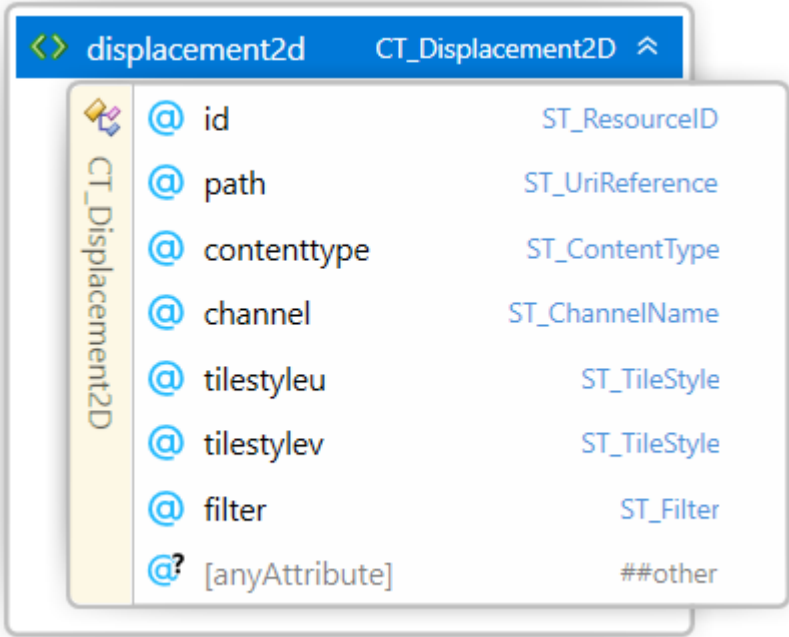 displacement2d CT_Displacement2D
CT_Displacement2D
@ id ST_ResourceID
@ path ST_UriReference
@ contenttype ST_ContentType
@ channel ST_ChannelName
@ tilestyleu ST_TileStyle
@ tilestylev ST_TileStyle
@ filter ST_Filter
@? [anyAttribute] ##other